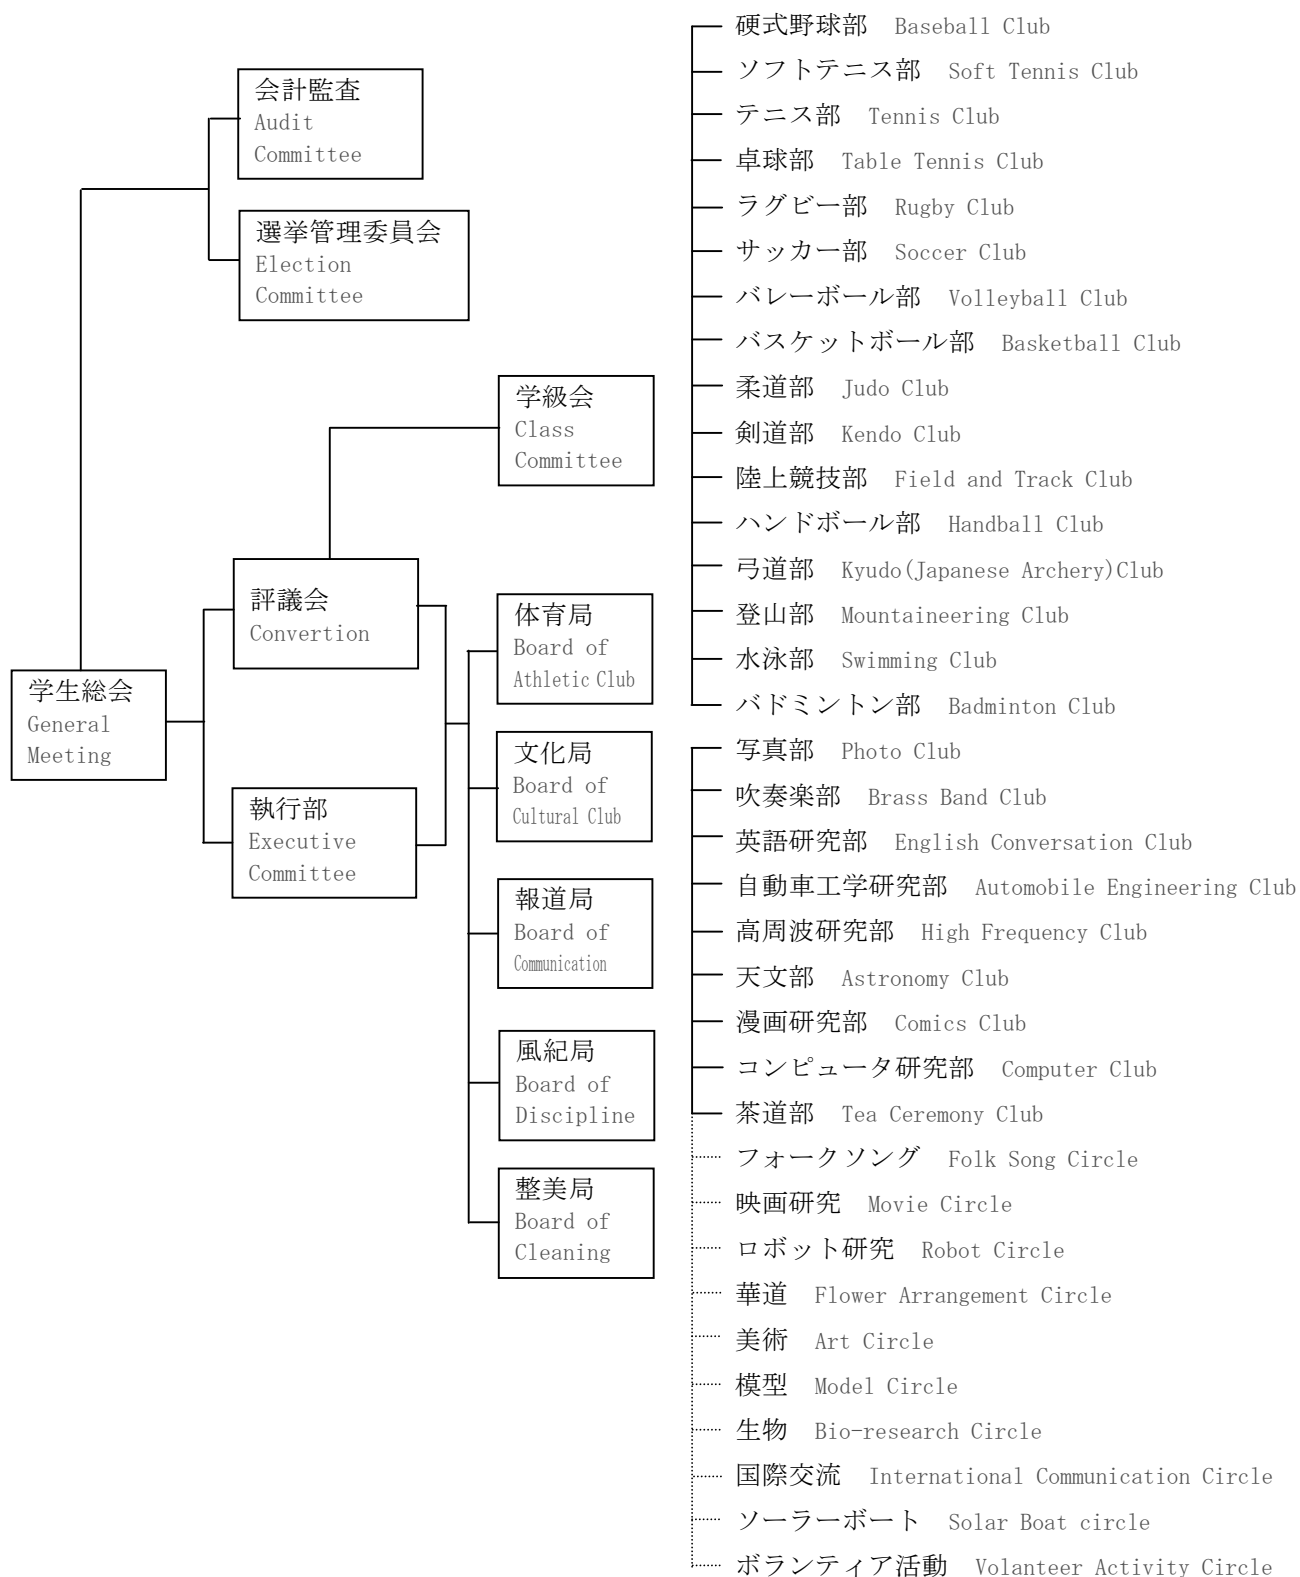 会計監査
Audit
Committee
選挙管理委員会
Election
Committee
学級会
Class
Committee
評議会
Convertion
学生総会
General
Meeting
執行部
Executive
Committee
体育局
Board of
Athletic Club
文化局
Board of
Cultural Club
報道局
Board of
Communication
風紀局
Board of
Discipline
整美局
Board of
Cleaning
硬式野球部 Baseball Club
ソフトテニス部 Soft Tennis Club
テニス部 Tennis Club
卓球部 Table Tennis Club
ラグビー部 Rugby Club
サッカー部 Soccer Club
バレーボール部 Volleyball Club
バスケットボール部 Basketball Club
柔道部 Judo Club
剣道部 Kendo Club
陸上競技部 Field and Track Club
ハンドボール部 Handball Club
弓道部 Kyudo(Japanese Archery)Club
登山部 Mountaineering Club
水泳部 Swimming Club
バドミントン部 Badminton Club
写真部 Photo Club
吹奏楽部 Brass Band Club
英語研究部 English Conversation Club
自動車工学研究部 Automobile Engineering Club
高周波研究部 High Frequency Club
天文部 Astronomy Club
漫画研究部 Comics Club
コンピュータ研究部 Computer Club
茶道部 Tea Ceremony Club
フォークソング Folk Song Circle
映画研究 Movie Circle
ロボット研究 Robot Circle
華道 Flower Arrangement Circle
美術 Art Circle
模型 Model Circle
生物 Bio-research Circle
国際交流 International Communication Circle
ソーラーボート Solar Boat circle
ボランティア活動 Volanteer Activity Circle